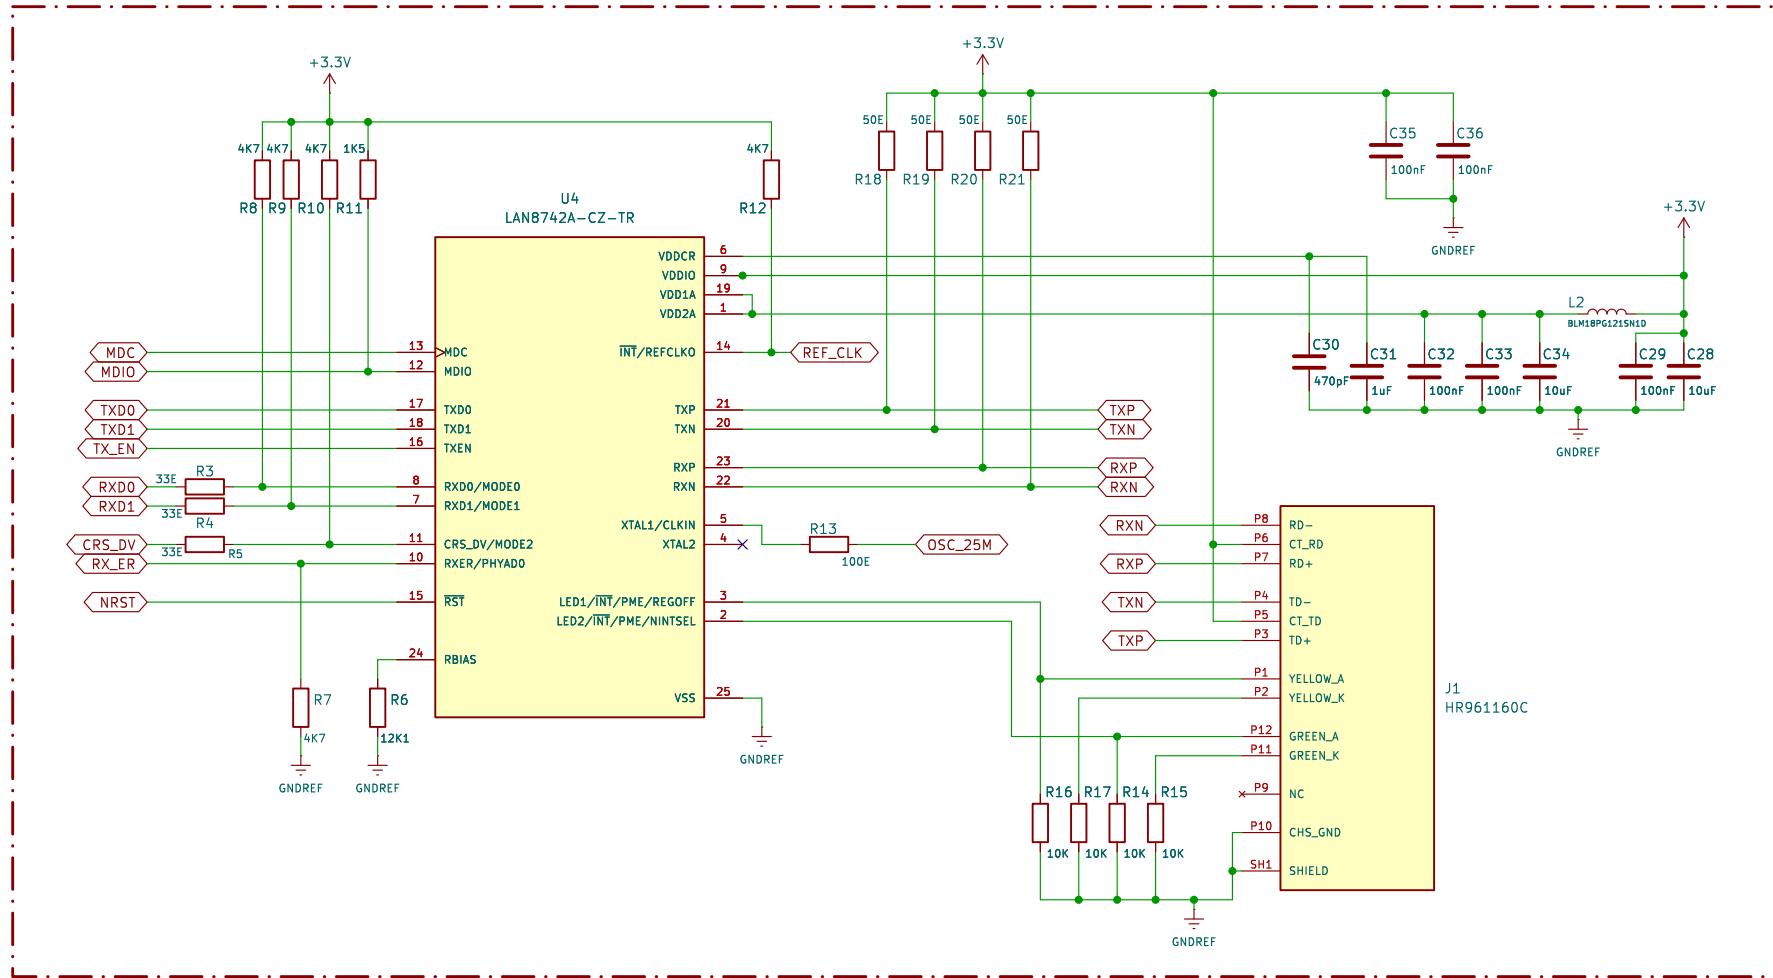 +3.3V
+3.3V
4K7 4K7 4K7 1K5
R8 R9 R10 R11
4K7
R12
50E 50E 50E 50E
R18 R19 R20 R21
C35
100nF
C36
100nF
GNDREF
+3.3V
U4
LAN8742A-CZ-TR
MDC
13
MDC
MDIO
12
MDIO
TXD0
17
TXD0
TXD1
18
TXD1
TX_EN
16
TXEN
RXD0
33E
R3
8
RXD0/MODE0
RXD1
33E
R4
7
RXD1/MODE1
CRS_DV
33E
R5
11
CRS_DV/MODE2
RX_ER
10
RXER/PHYAD0
NRST
15
RST
24
RBIAS
R7
4K7
GNDREF
R6
12K1
GNDREF
VDDCR
6
VDDIO
9
VDD1A
19
VDD2A
1
INT/REFCLKO
14
REF_CLK
TXP
21
TXP
TXN
20
TXN
RXP
23
RXP
RXN
22
RXN
XTAL1/CLKIN
5
XTAL2
4
R13
100E
OSC_25M
LED1/INT/PME/REGOFF
3
LED2/INT/PME/NINTSEL
2
VSS
25
GNDREF
L2
BLM18PG121SN1D
C30
470pF
C31
1uF
C32
100nF
C33
100nF
C34
10uF
C29
100nF
C28
10uF
GNDREF
RXN
P8
RD-
P6
CT_RD
RXP
P7
RD+
TXN
P4
TD-
P5
CT_TD
TXP
P3
TD+
P1
YELLOW_A
P2
YELLOW_K
P12
GREEN_A
P11
GREEN_K
P9
NC
P10
CHS_GND
SH1
SHIELD
J1
HR961160C
R16 R17 R14 R15
10K 10K 10K 10K
GNDREF